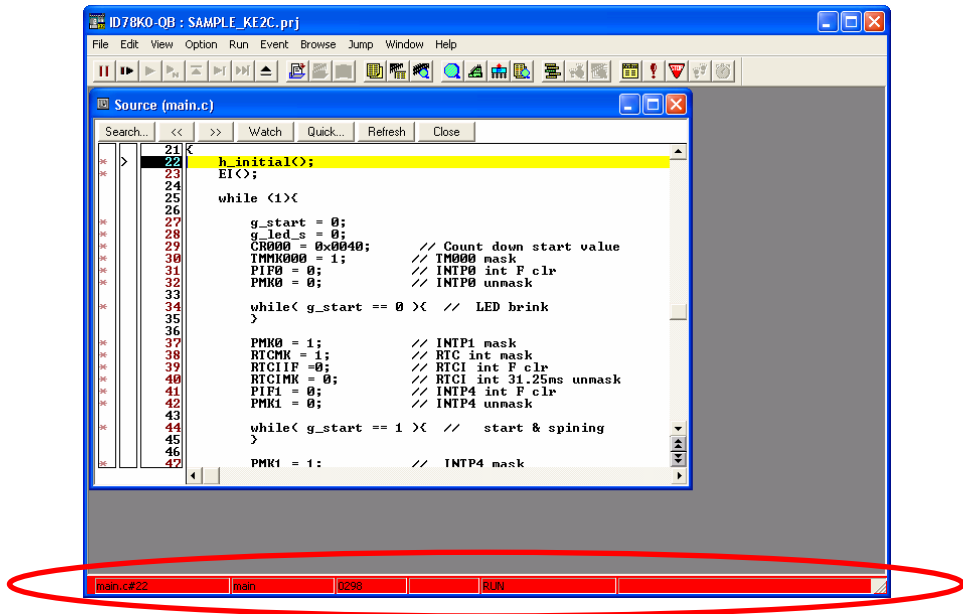 ID78K0-QB : SAMPLE_KE2C.prj
File Edit View Option Run Event Browse Jump Window Help
Source (main.c)
Search... << >> Watch Quick... Refresh Close
21 {
* > 22 h_initial();
* 23 EI();
24
25 while (1){
26
* 27 g_start = 0;
* 28 g_led_s = 0;
* 29 CR000 = 0x0040; // Count down start value
* 30 TMMK000 = 1; // TM000 mask
* 31 PIF0 = 0; // INTP0 int F clr
* 32 PMK0 = 0; // INTP0 unmask
33
* 34 while( g_start == 0 ){ // LED brink
35 }
36
* 37 PMK0 = 1; // INTP1 mask
* 38 RTCMK = 1; // RTC int mask
* 39 RTCIIF =0; // RTCI int F clr
* 40 RTCIMK = 0; // RTCI int 31.25ms unmask
* 41 PIF1 = 0; // INTP4 int F clr
* 42 PMK1 = 0; // INTP4 unmask
43
* 44 while( g_start == 1 ){ // start & spining
45 }
46
* 47 PMK1 = 1; // INTP4 mask
main.c#22 main 0298 RUN